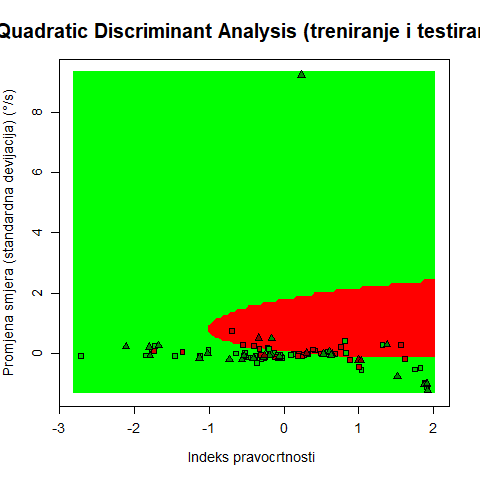 Quadratic Discriminant Analysis (treniranje i testiran
Promjena smjera (standardna devijacija) (°/s)
8
6
4
2
0
-3 -2 -1 0 1 2
Indeks pravocrtnosti